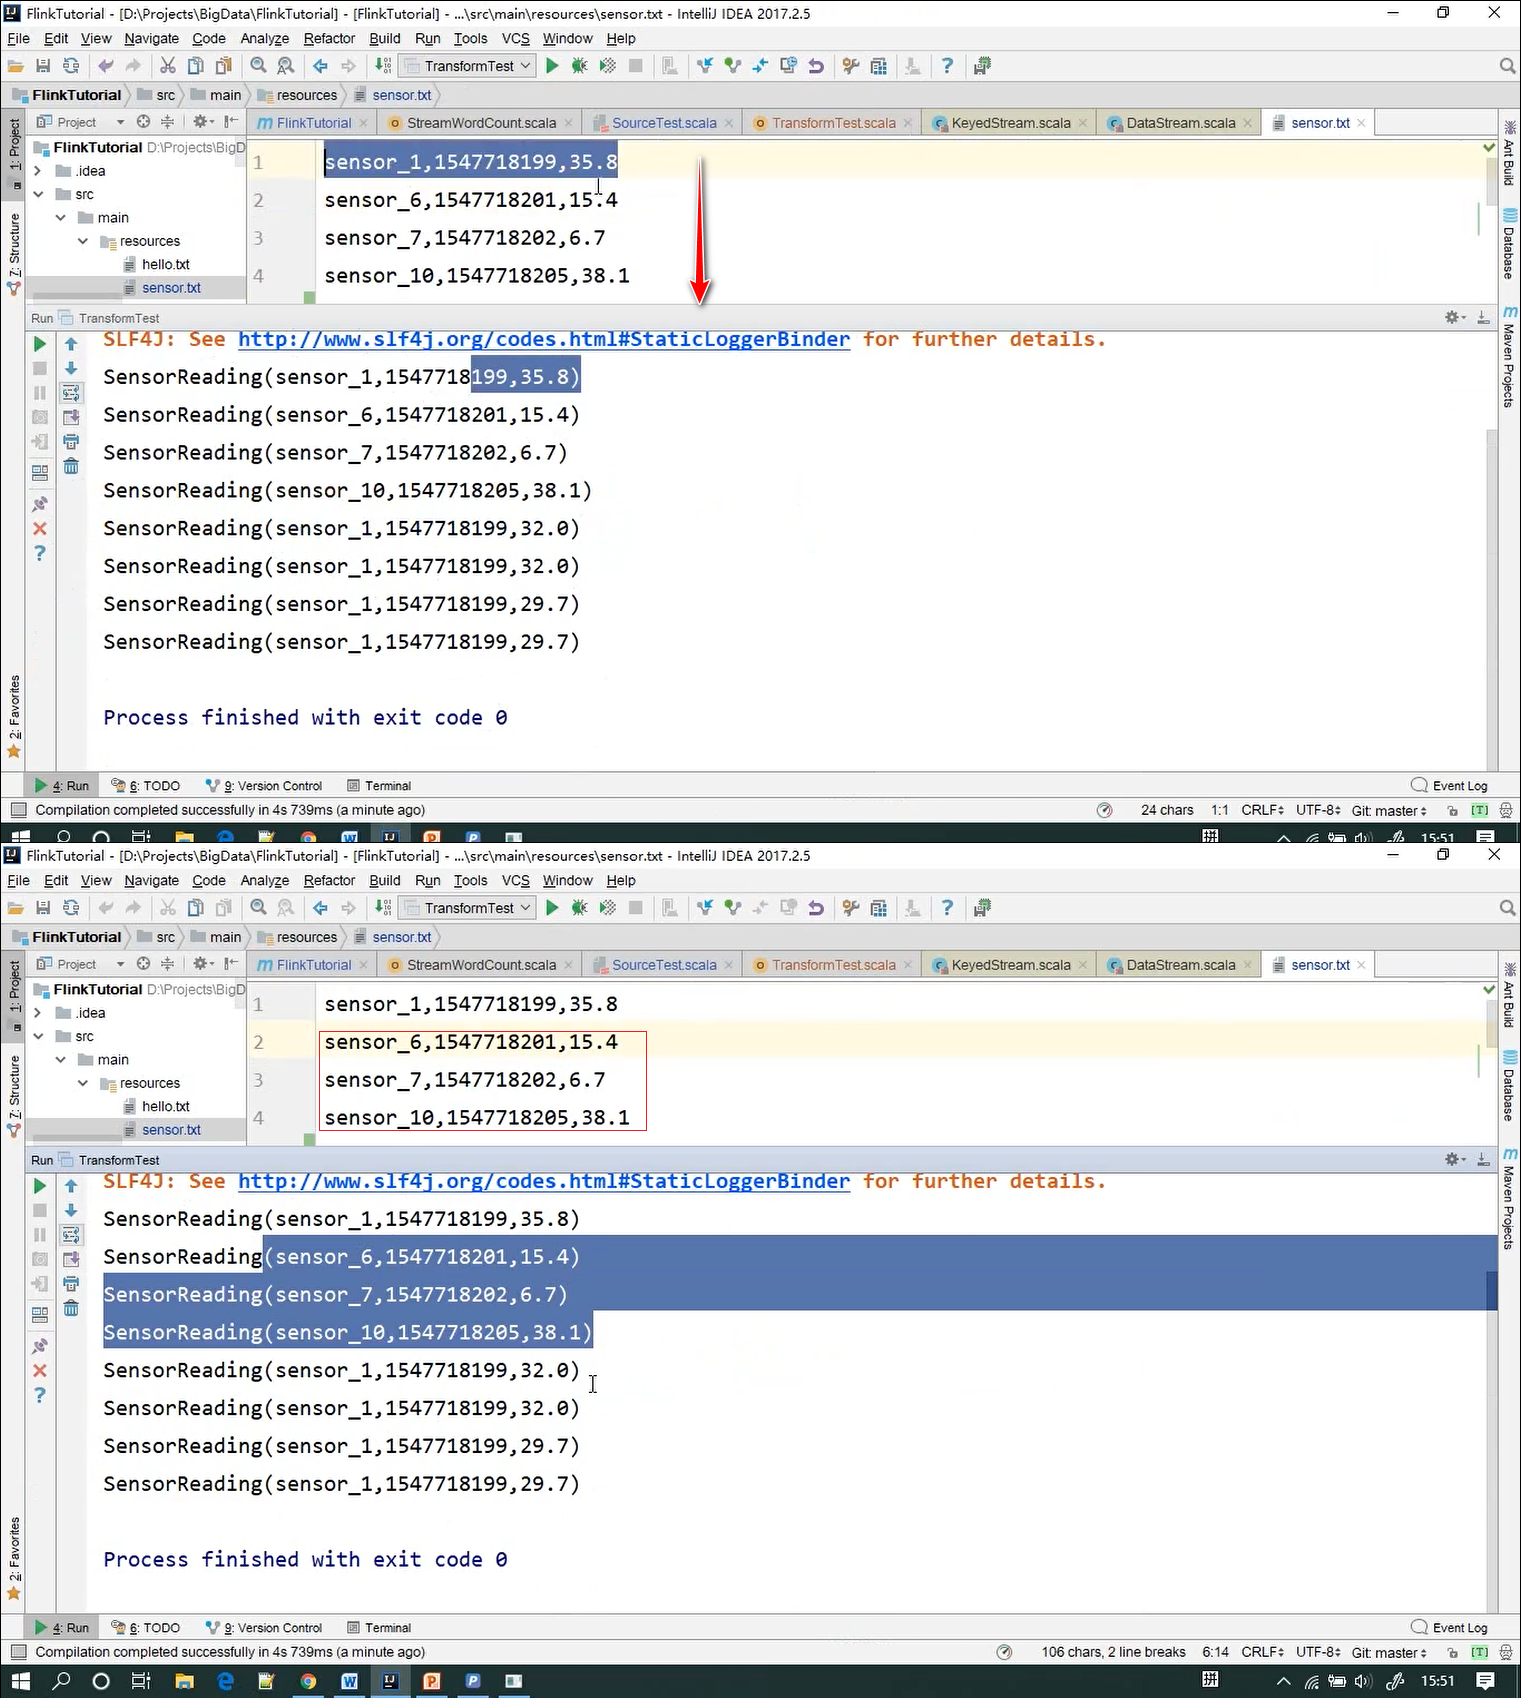 FlinkTutorial - [D:\Projects\BigData\FlinkTutorial] - [FlinkTutorial] - ...\src\main\resources\sensor.txt - IntelliJ IDEA 2017.2.5
File Edit View Navigate Code Analyze Refactor Build Run Tools VCS Window Help
TransformTest
FlinkTutorial src main resources sensor.txt
Project FlinkTutorial StreamWordCount.scala SourceTest.scala TransformTest.scala KeyedStream.scala DataStream.scala sensor.txt
1: Project
7: Structure
2: Favorites
Ant Build
Database
Maven Projects
FlinkTutorial D:\Projects\BigD
.idea
src
main
resources
hello.txt
sensor.txt
1 sensor_1,1547718199,35.8
2 sensor_6,1547718201,15.4
3 sensor_7,1547718202,6.7
4 sensor_10,1547718205,38.1
Run TransformTest
SLF4J: See http://www.slf4j.org/codes.html#StaticLoggerBinder for further details.
SensorReading(sensor_1,1547718199,35.8)
SensorReading(sensor_6,1547718201,15.4)
SensorReading(sensor_7,1547718202,6.7)
SensorReading(sensor_10,1547718205,38.1)
SensorReading(sensor_1,1547718199,32.0)
SensorReading(sensor_1,1547718199,32.0)
SensorReading(sensor_1,1547718199,29.7)
SensorReading(sensor_1,1547718199,29.7)
Process finished with exit code 0
4: Run 6: TODO 9: Version Control Terminal Event Log
Compilation completed successfully in 4s 739ms (a minute ago) 24 chars 1:1 CRLF UTF-8 Git: master [T]
拼 15:51
FlinkTutorial - [D:\Projects\BigData\FlinkTutorial] - [FlinkTutorial] - ...\src\main\resources\sensor.txt - IntelliJ IDEA 2017.2.5
File Edit View Navigate Code Analyze Refactor Build Run Tools VCS Window Help
TransformTest
FlinkTutorial src main resources sensor.txt
Project FlinkTutorial StreamWordCount.scala SourceTest.scala TransformTest.scala KeyedStream.scala DataStream.scala sensor.txt
1: Project
7: Structure
2: Favorites
Ant Build
Database
Maven Projects
FlinkTutorial D:\Projects\BigD
.idea
src
main
resources
hello.txt
sensor.txt
1 sensor_1,1547718199,35.8
2 sensor_6,1547718201,15.4
3 sensor_7,1547718202,6.7
4 sensor_10,1547718205,38.1
Run TransformTest
SLF4J: See http://www.slf4j.org/codes.html#StaticLoggerBinder for further details.
SensorReading(sensor_1,1547718199,35.8)
SensorReading(sensor_6,1547718201,15.4)
SensorReading(sensor_7,1547718202,6.7)
SensorReading(sensor_10,1547718205,38.1)
SensorReading(sensor_1,1547718199,32.0)
SensorReading(sensor_1,1547718199,32.0)
SensorReading(sensor_1,1547718199,29.7)
SensorReading(sensor_1,1547718199,29.7)
Process finished with exit code 0
4: Run 6: TODO 9: Version Control Terminal Event Log
Compilation completed successfully in 4s 739ms (a minute ago) 106 chars, 2 line breaks 6:14 CRLF UTF-8 Git: master [T]
拼 15:51